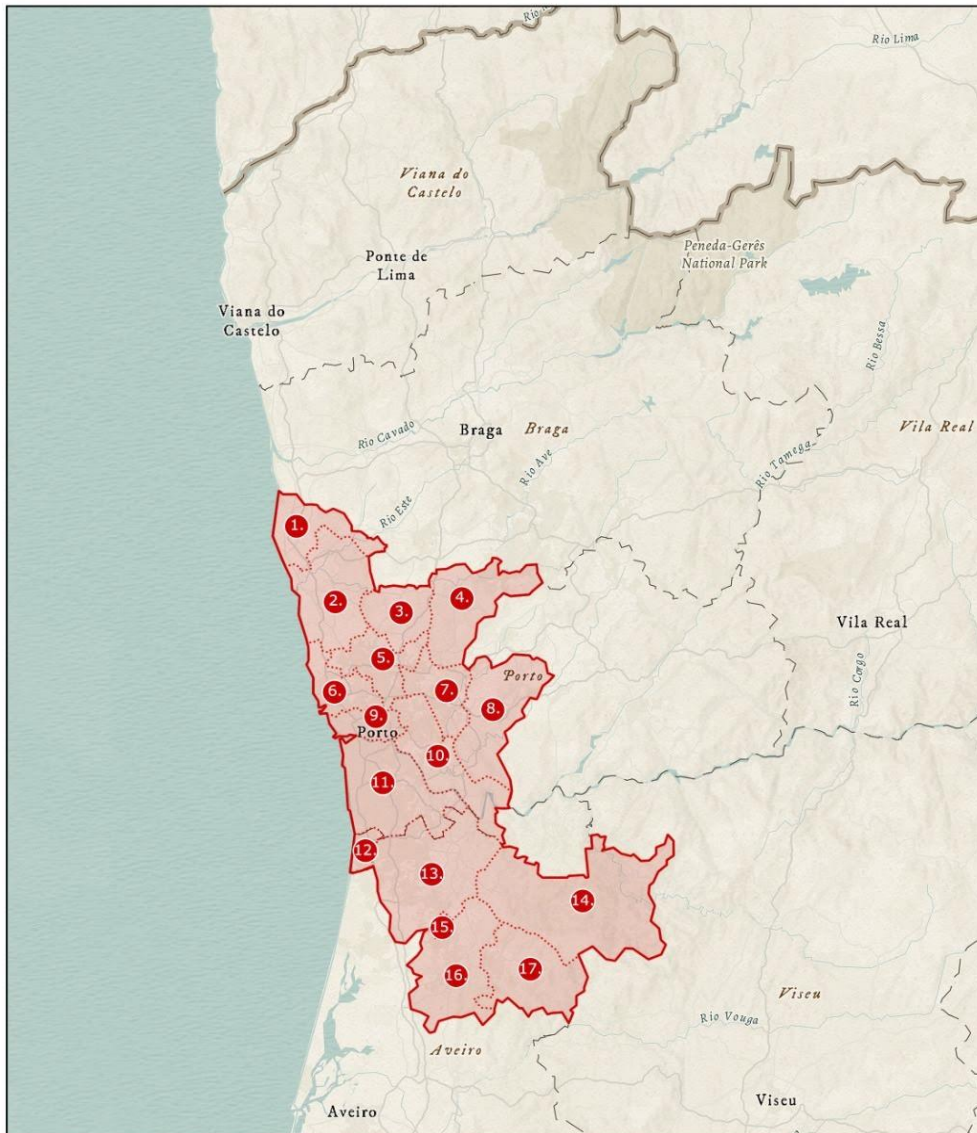 Rio Lima
Viana do
Castelo
Ponte de
Lima
Peneda-Gerês
National Park
Viana do
Castelo
Rio Bessa
Rio Cavado
Braga
Braga
Rio Ave
Rio Tamega
Vila Real
Rio Este
1.
2.
3.
4.
Vila Real
5.
6.
7.
Porto
8.
Rio Corgo
9.
Porto
10.
11.
12.
13.
14.
15.
16.
17.
Viseu
Rio Vouga
Aveiro
Aveiro
Viseu